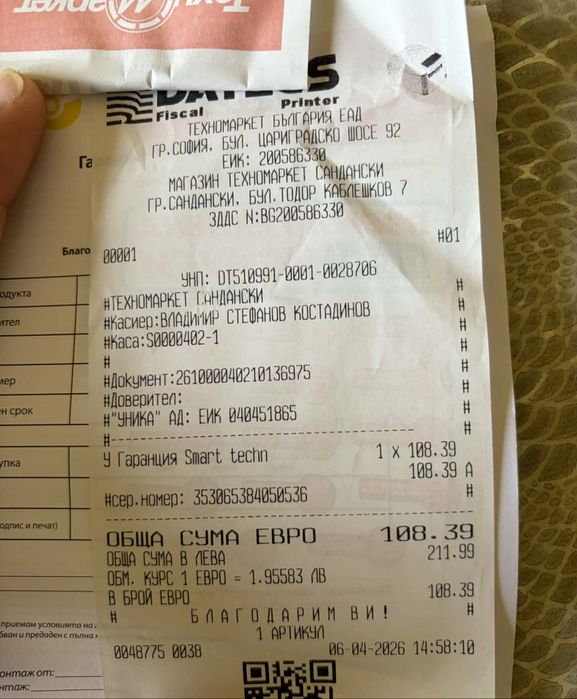 Техномаркет
DATECS
Fiscal Printer
ТЕХНОМАРКЕТ БЪЛГАРИЯ ЕАД
ГР.СОФИЯ, БУЛ. ЦАРИГРАДСКО ШОСЕ 92
ЕИК: 200586330
МАГАЗИН ТЕХНОМАРКЕТ САНДАНСКИ
ГР.САНДАНСКИ, БУЛ.ТОДОР КАБЛЕШКОВ 7
ЗДДС N:BG200586330
00001 #01
УНП: DT510991-0001-0028706
#ТЕХНОМАРКЕТ САНДАНСКИ #
#Касиер:ВЛАДИМИР СТЕФАНОВ КОСТАДИНОВ #
#Каса:S0000402-1 #
# #
#Документ:261000040210136975 #
#Доверител: #
#"УНИКА" АД: ЕИК 040451865 #
#------------------------------ #
У Гаранция Smart techn 1 x 108.39
108.39 А
#сер.номер: 353065384050536 #
ОБЩА СУМА ЕВРО 108.39
ОБЩА СУМА В ЛЕВА 211.99
ОБМ. КУРС 1 ЕВРО = 1.95583 ЛВ
В БРОЙ ЕВРО 108.39
# БЛАГОДАРИМ ВИ! #
1 АРТИКУЛ
0048775 0038 06-04-2026 14:58:10